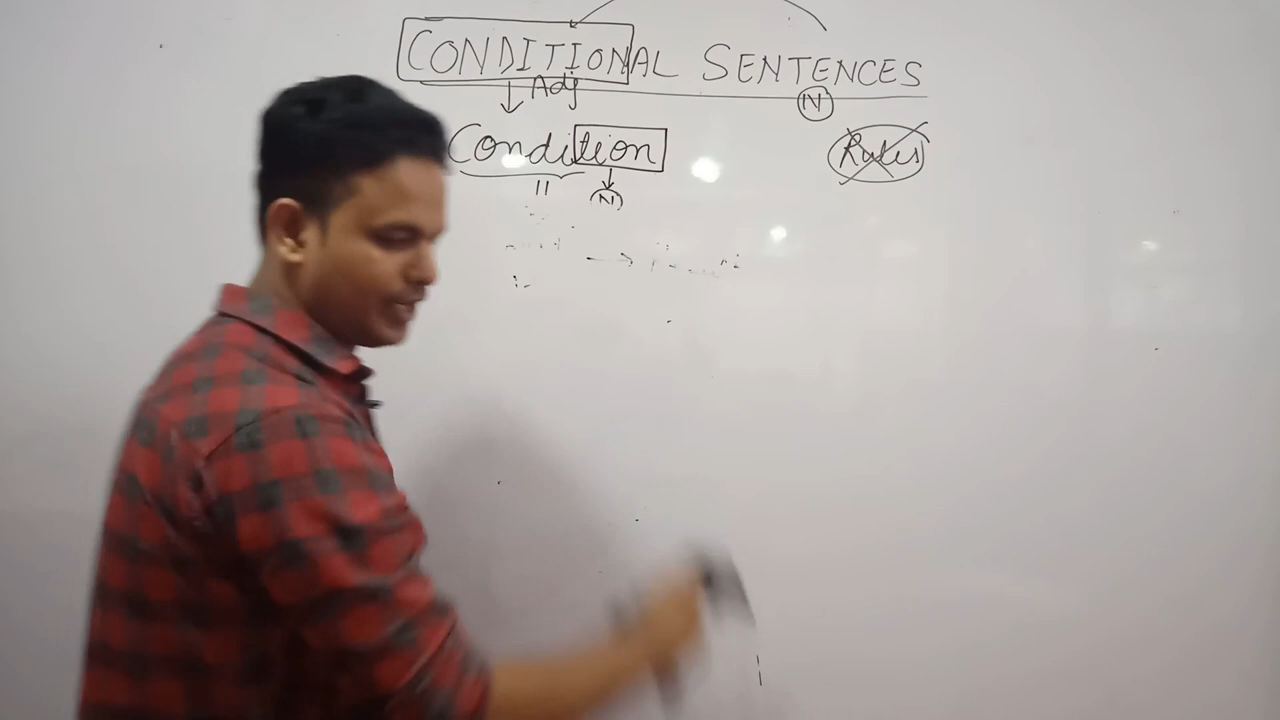 CONDITIONAL SENTENCES
Adj
N
Condition
Rules
N